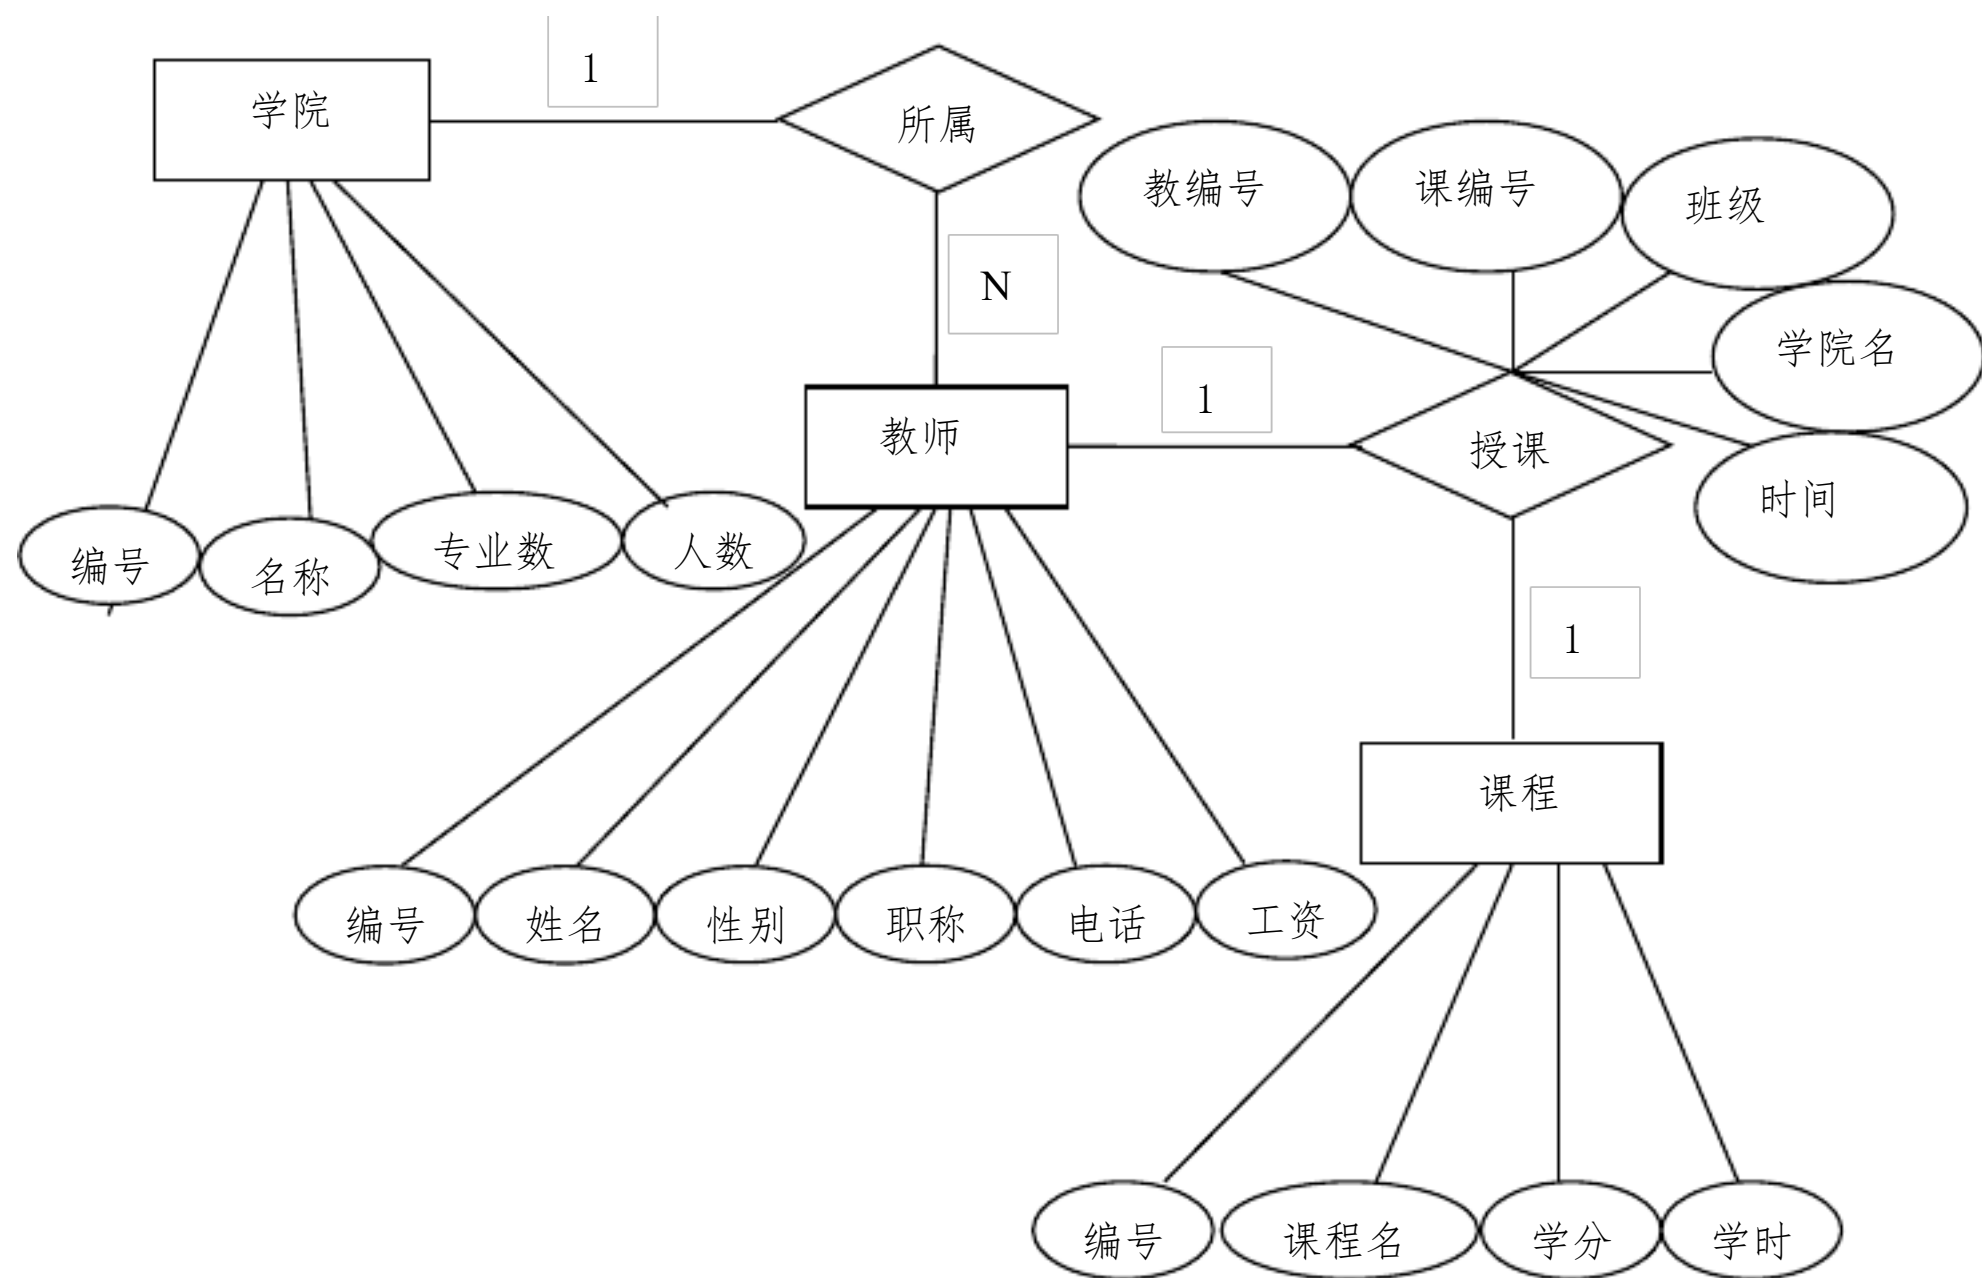 1
学院
所属
教编号
课编号
班级
N
学院名
1
教师
授课
时间
编号
名称
专业数
人数
1
课程
编号
姓名
性别
职称
电话
工资
编号
课程名
学分
学时